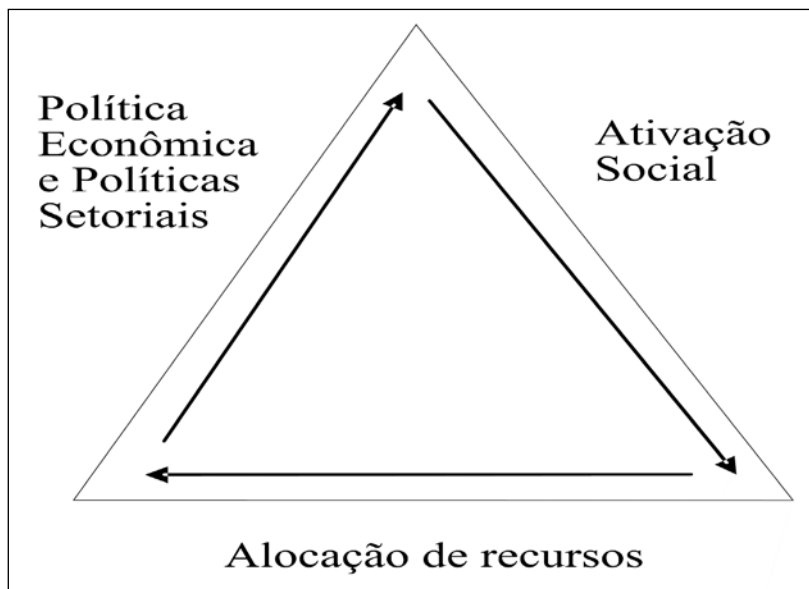 Política
Econômica
e Políticas
Setoriais
Ativação
Social
Alocação de recursos